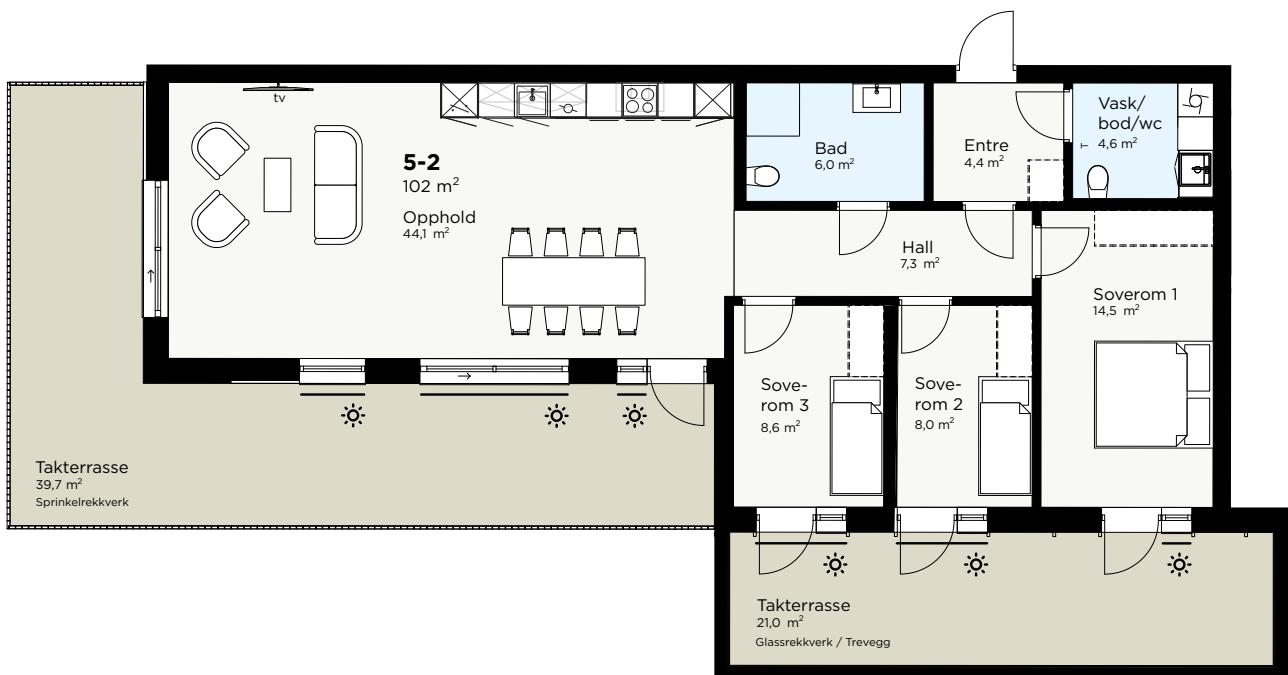 tv
5-2
102 m²
Opphold
44,1 m²
Bad
6,0 m²
Entre
4,4 m²
Vask/
bod/wc
4,6 m²
T
Hall
7,3 m²
Soverom 1
14,5 m²
Sove-
rom 3
8,6 m²
Sove-
rom 2
8,0 m²
Takterrasse
39,7 m²
Sprinkelrekkverk
Takterrasse
21,0 m²
Glassrekkverk / Trevegg